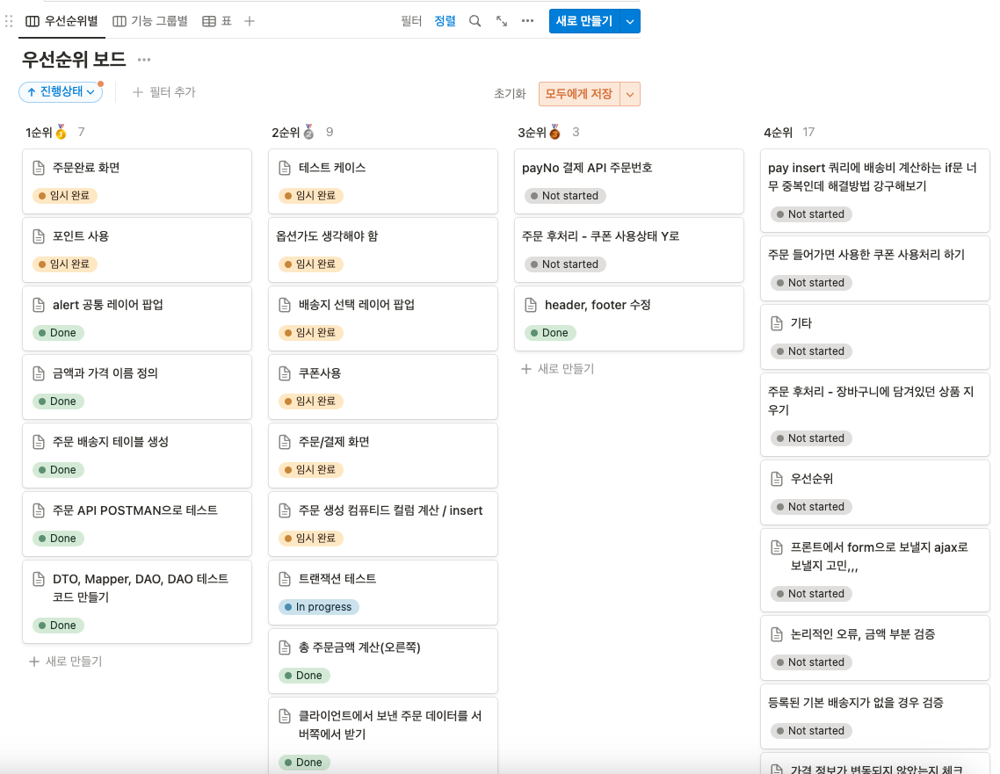 우선순위별 기능 그룹별 표 필터 정렬 새로 만들기
우선순위 보드
진행상태 필터 추가 초기화 모두에게 저장
1순위🥇 7
주문완료 화면
임시 완료
포인트 사용
임시 완료
alert 공통 레이어 팝업
Done
금액과 가격 이름 정의
Done
주문 배송지 테이블 생성
Done
주문 API POSTMAN으로 테스트
Done
DTO, Mapper, DAO, DAO 테스트
코드 만들기
Done
새로 만들기
2순위🥈 9
테스트 케이스
임시 완료
옵션가도 생각해야 함
임시 완료
배송지 선택 레이어 팝업
임시 완료
쿠폰사용
임시 완료
주문/결제 화면
임시 완료
주문 생성 컴퓨티드 컬럼 계산 / insert
임시 완료
트랜잭션 테스트
In progress
총 주문금액 계산(오른쪽)
Done
클라이언트에서 보낸 주문 데이터를 서
버쪽에서 받기
Done
3순위🥉 3
payNo 결제 API 주문번호
Not started
주문 후처리 - 쿠폰 사용상태 Y로
Not started
header, footer 수정
Done
새로 만들기
4순위 17
pay insert 쿼리에 배송비 계산하는 if문 너
무 중복인데 해결방법 강구해보기
Not started
주문 들어가면 사용한 쿠폰 사용처리 하기
Not started
기타
Not started
주문 후처리 - 장바구니에 담겨있던 상품 지
우기
Not started
우선순위
Not started
프론트에서 form으로 보낼지 ajax로
보낼지 고민,,,
Not started
논리적인 오류, 금액 부분 검증
Not started
등록된 기본 배송지가 없을 경우 검증
Not started
가격 정보가 변동되지 않았는지 체크